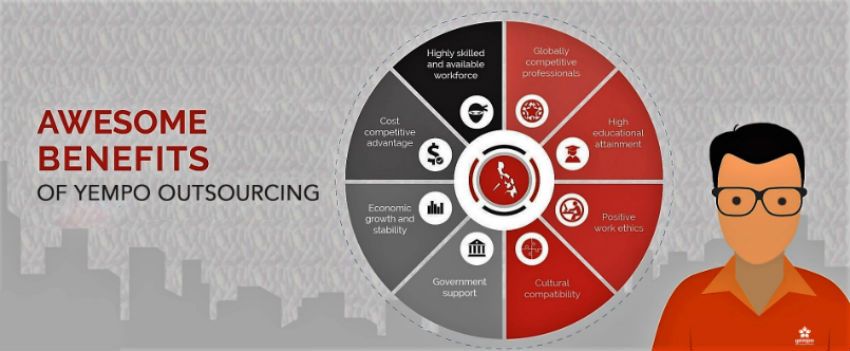 AWESOME
BENEFITS
OF YEMPO OUTSOURCING
Highly skilled
and available
workforce
Globally
competitive
professionals
High
educational
attainment
Positive
work ethics
Cultural
compatibility
Government
support
Economic
growth and
stability
Cost
competitive
advantage
yempo